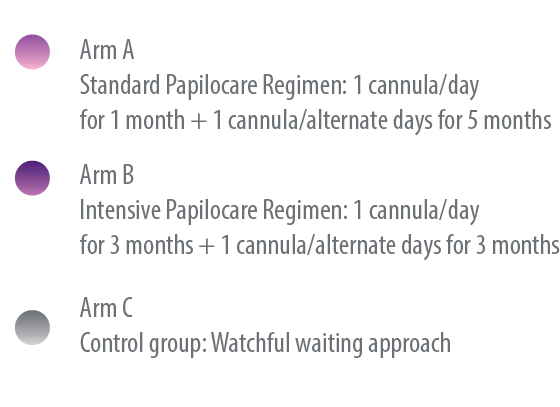 Arm A
Standard Papilocare Regimen: 1 cannula/day
for 1 month + 1 cannula/alternate days for 5 months
Arm B
Intensive Papilocare Regimen: 1 cannula/day
for 3 months + 1 cannula/alternate days for 3 months
Arm C
Control group: Watchful waiting approach